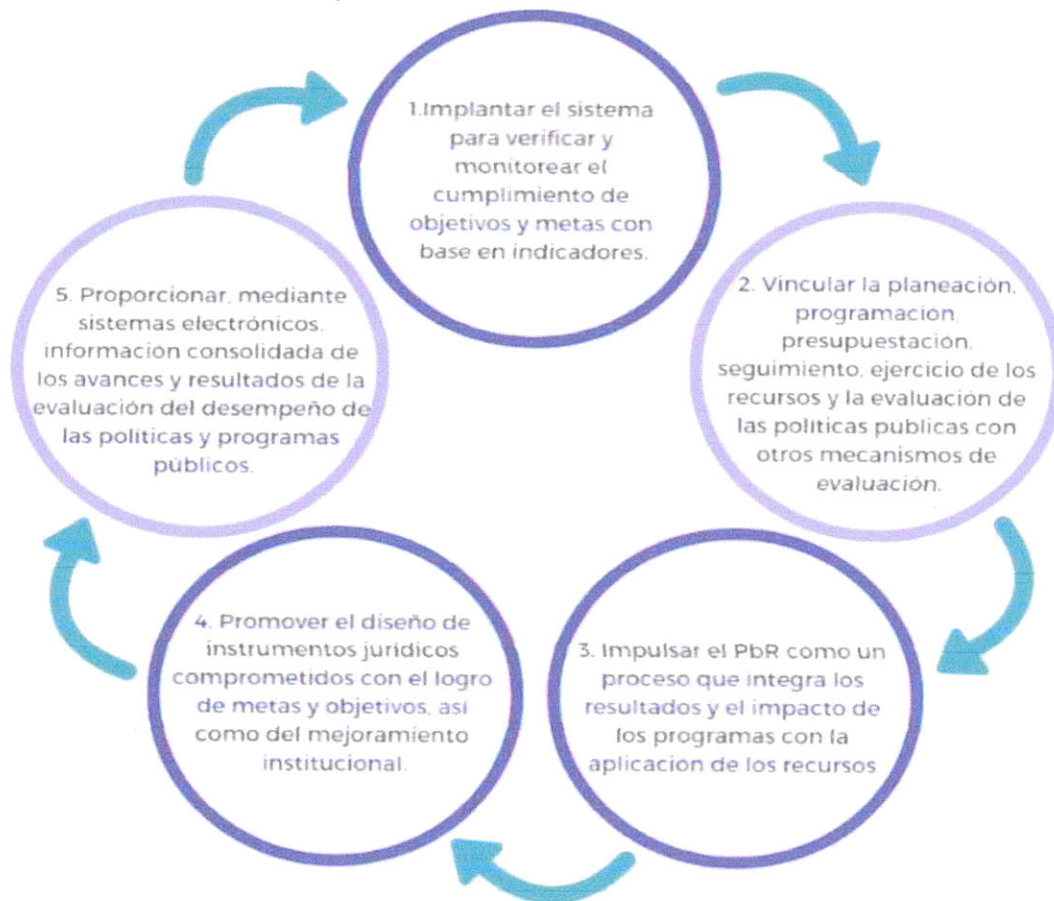 1.Implantar el sistema
para verificar y
monitorear el
cumplimiento de
objetivos y metas con
base en indicadores.
2. Vincular la planeación,
programación,
presupuestación,
seguimiento, ejercicio de los
recursos y la evaluación de
las políticas públicas con
otros mecanismos de
evaluación.
3. Impulsar el PbR como un
proceso que integra los
resultados y el impacto de
los programas con la
aplicación de los recursos
4. Promover el diseño de
instrumentos jurídicos
comprometidos con el logro
de metas y objetivos, así
como del mejoramiento
institucional.
5. Proporcionar, mediante
sistemas electrónicos,
información consolidada de
los avances y resultados de la
evaluación del desempeño de
las políticas y programas
públicos.